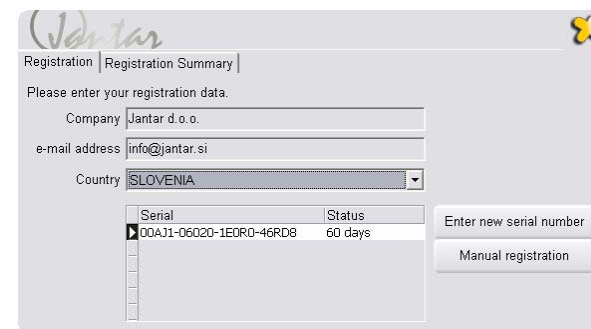 Jantar
Registration Registration Summary
Please enter your registration data.
Company Jantar d.o.o.
e-mail address info@jantar.si
Country SLOVENIA
Serial Status
00AJ1-06020-1E0R0-46RD8 60 days
Enter new serial number
Manual registration